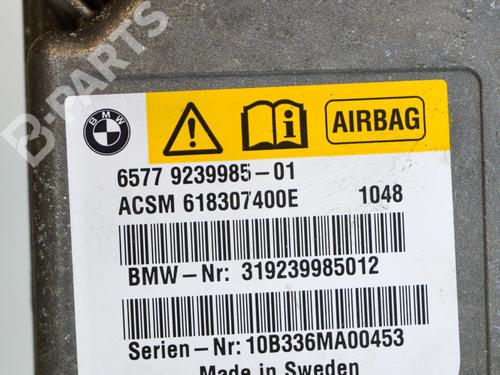 B-PARTS
BMW
AIRBAG
6577 9239985-01
ACSM 618307400E 1048
BMW-Nr: 319239985012
Serien-Nr: 10B336MA00453
Made in Sweden